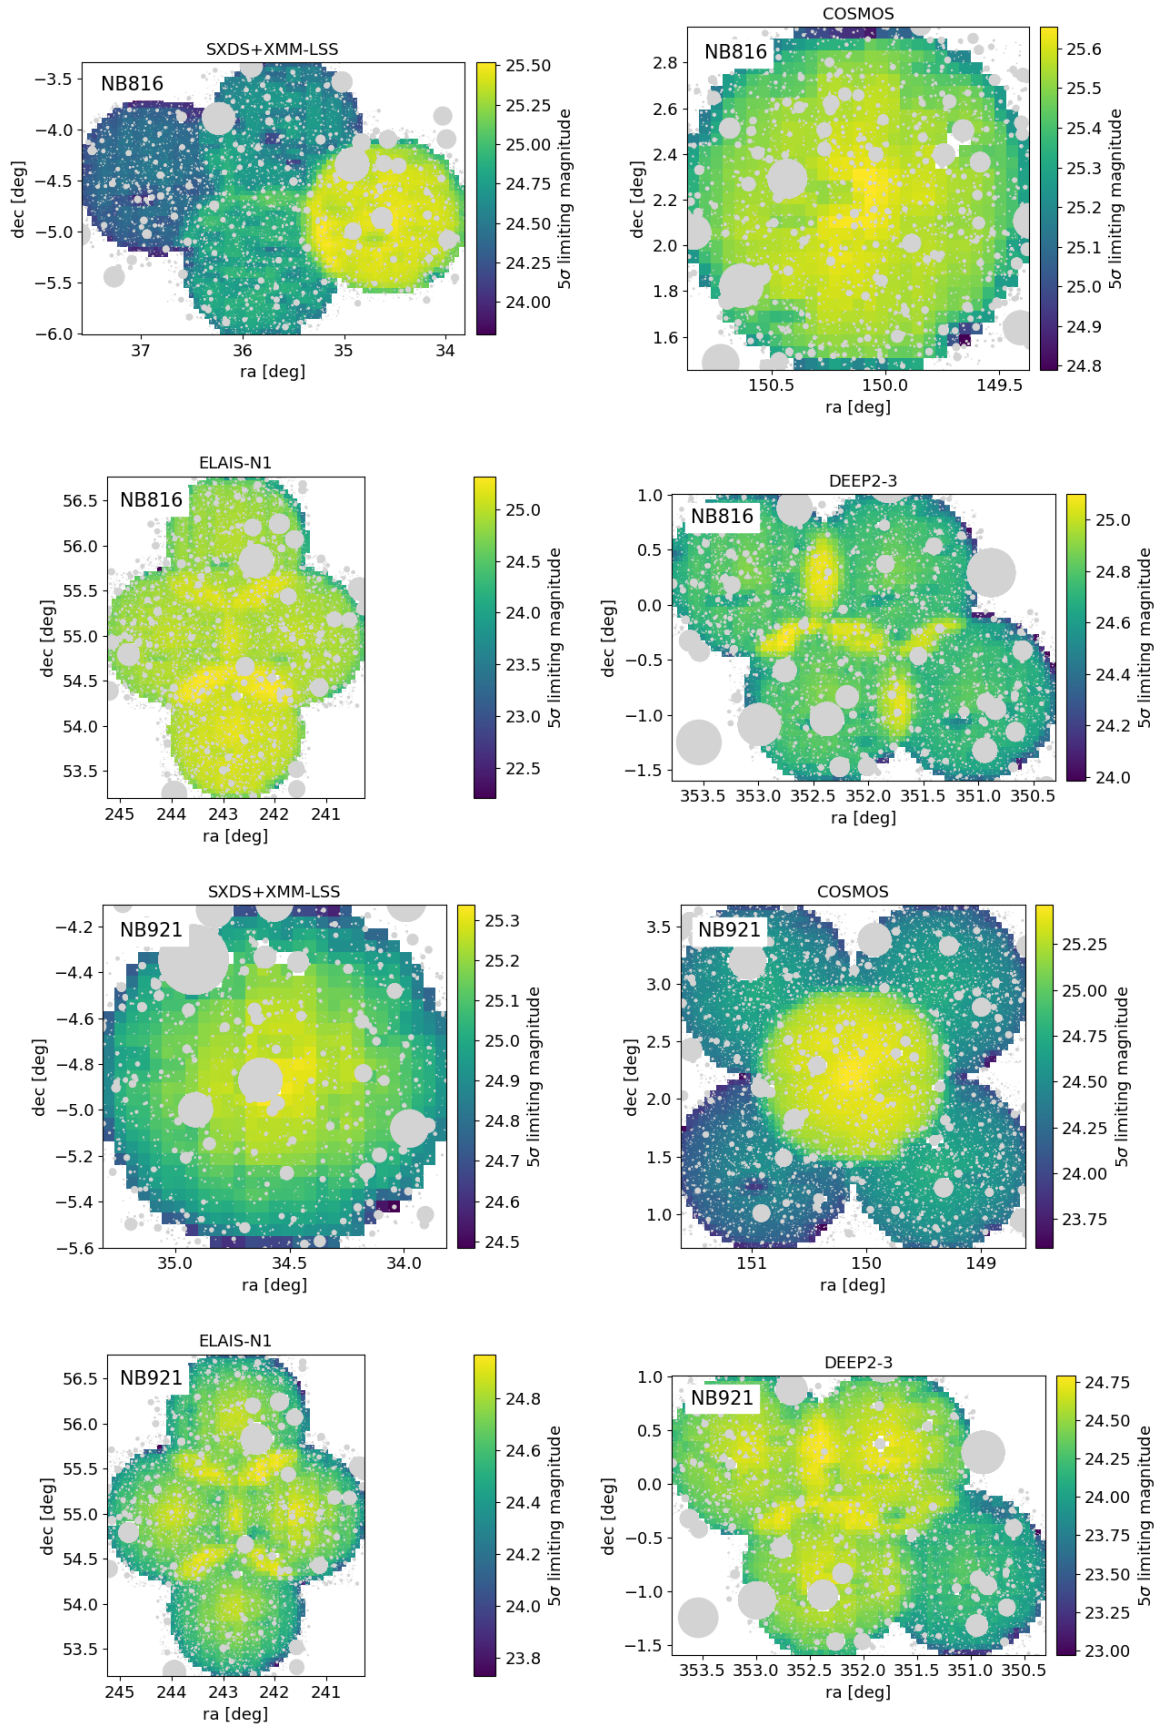 SXDS+XMM-LSS
NB816
−3.5
−4.0
−4.5
−5.0
−5.5
−6.0
dec [deg]
37 36 35 34
ra [deg]
25.50
25.25
25.00
24.75
24.50
24.25
24.00
5σ limiting magnitude
COSMOS
NB816
2.8
2.6
2.4
2.2
2.0
1.8
1.6
dec [deg]
150.5 150.0 149.5
ra [deg]
25.6
25.5
25.4
25.3
25.2
25.1
25.0
24.9
24.8
5σ limiting magnitude
ELAIS-N1
NB816
56.5
56.0
55.5
55.0
54.5
54.0
53.5
dec [deg]
245 244 243 242 241
ra [deg]
25.0
24.5
24.0
23.5
23.0
22.5
5σ limiting magnitude
DEEP2-3
NB816
1.0
0.5
0.0
−0.5
−1.0
−1.5
dec [deg]
353.5 353.0 352.5 352.0 351.5 351.0 350.5
ra [deg]
25.0
24.8
24.6
24.4
24.2
24.0
5σ limiting magnitude
SXDS+XMM-LSS
NB921
−4.2
−4.4
−4.6
−4.8
−5.0
−5.2
−5.4
−5.6
dec [deg]
35.0 34.5 34.0
ra [deg]
25.3
25.2
25.1
25.0
24.9
24.8
24.7
24.6
24.5
5σ limiting magnitude
COSMOS
NB921
3.5
3.0
2.5
2.0
1.5
1.0
dec [deg]
151 150 149
ra [deg]
25.25
25.00
24.75
24.50
24.25
24.00
23.75
5σ limiting magnitude
ELAIS-N1
NB921
56.5
56.0
55.5
55.0
54.5
54.0
53.5
dec [deg]
245 244 243 242 241
ra [deg]
24.8
24.6
24.4
24.2
24.0
23.8
5σ limiting magnitude
DEEP2-3
NB921
1.0
0.5
0.0
−0.5
−1.0
−1.5
dec [deg]
353.5 353.0 352.5 352.0 351.5 351.0 350.5
ra [deg]
24.75
24.50
24.25
24.00
23.75
23.50
23.25
23.00
5σ limiting magnitude